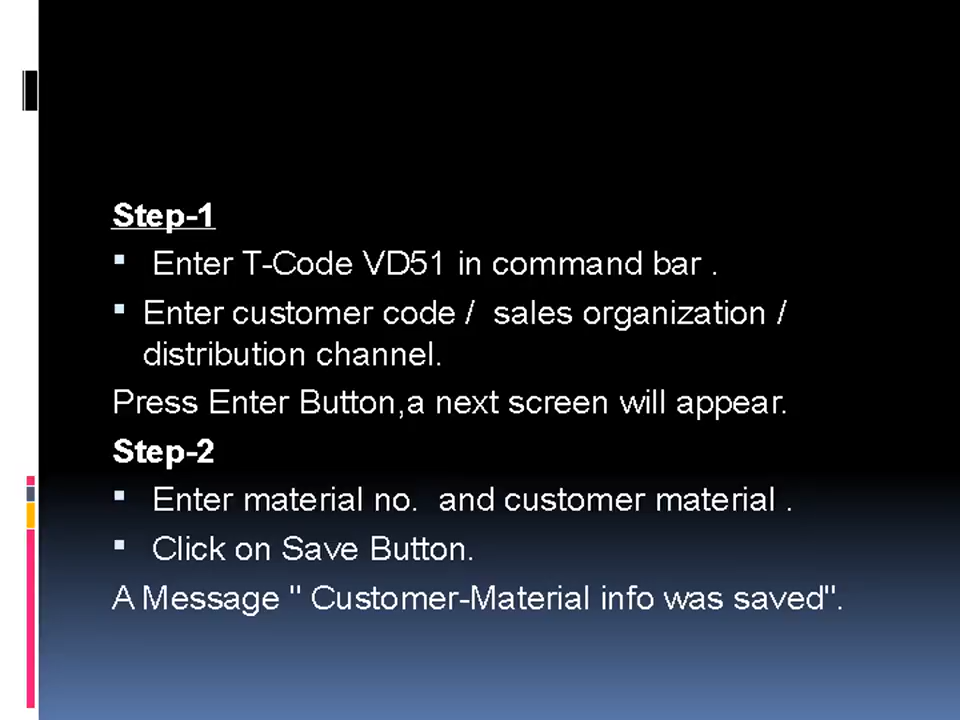 Step-1
▪ Enter T-Code VD51 in command bar .
▪ Enter customer code / sales organization /
distribution channel.
Press Enter Button,a next screen will appear.
Step-2
▪ Enter material no. and customer material .
▪ Click on Save Button.
A Message " Customer-Material info was saved".